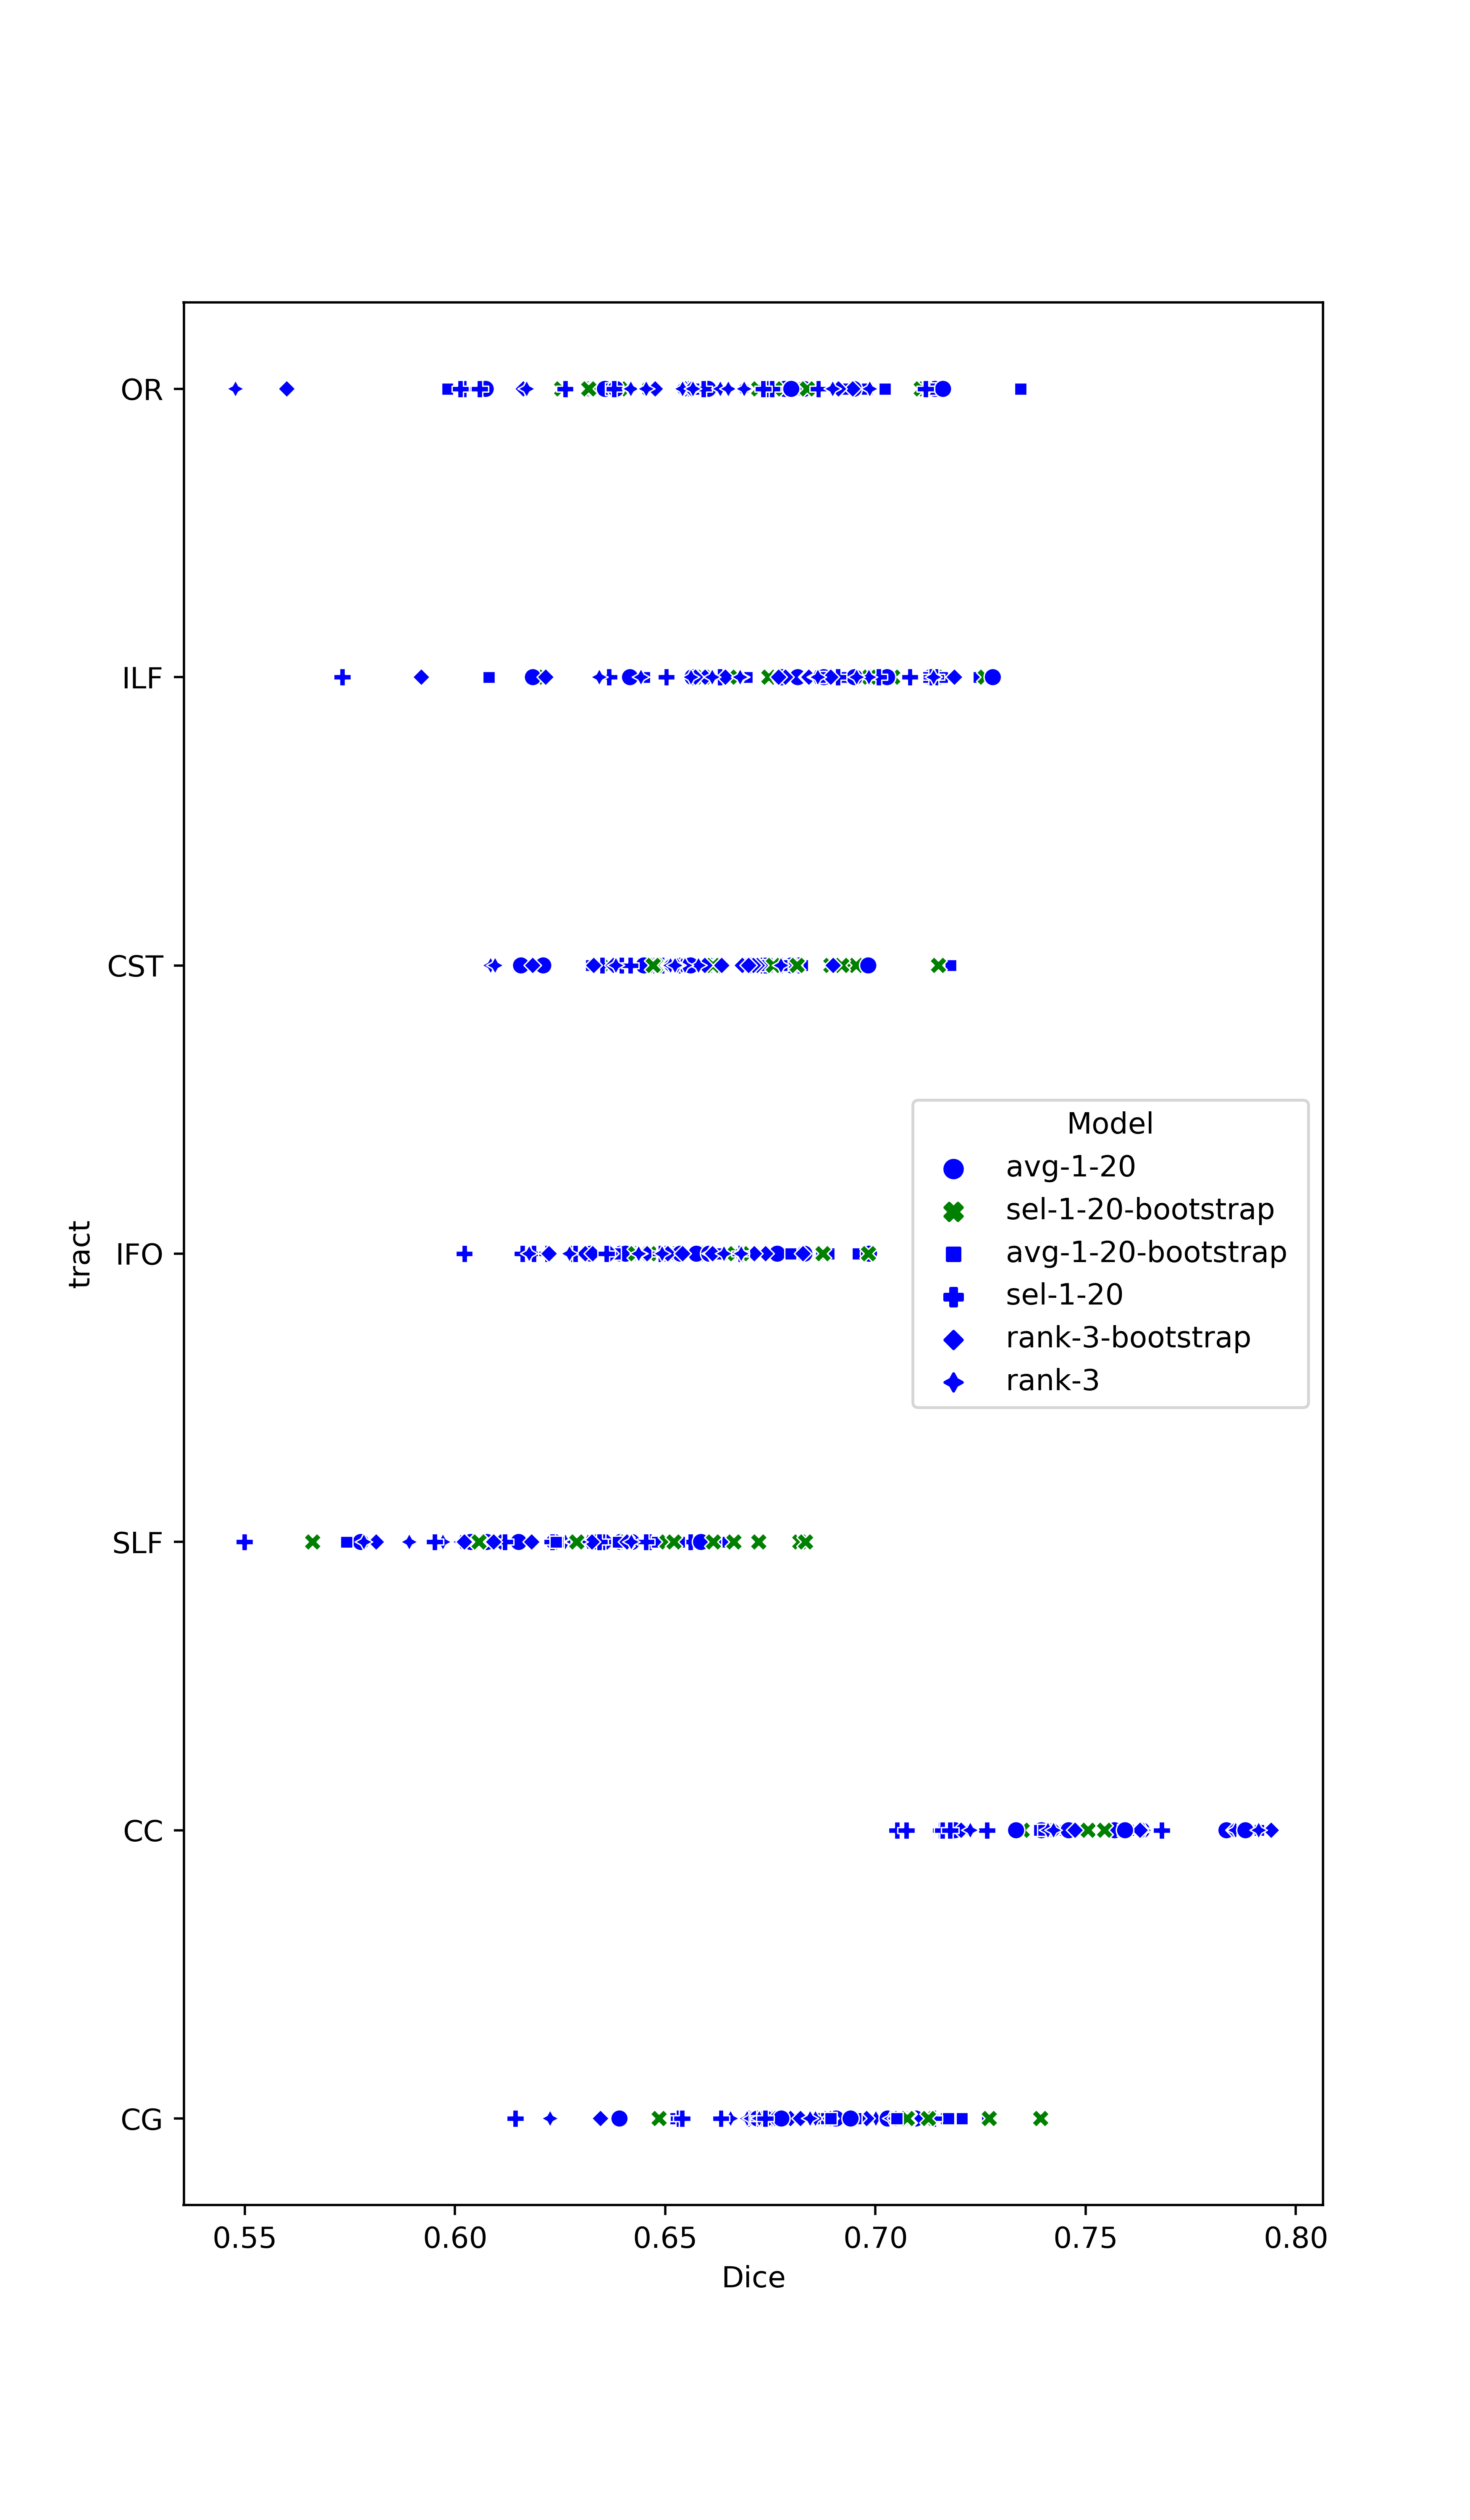 OR
ILF
CST
IFO
SLF
CC
CG
tract
Model
avg-1-20
sel-1-20-bootstrap
avg-1-20-bootstrap
sel-1-20
rank-3-bootstrap
rank-3
0.55 0.60 0.65 0.70 0.75 0.80
Dice